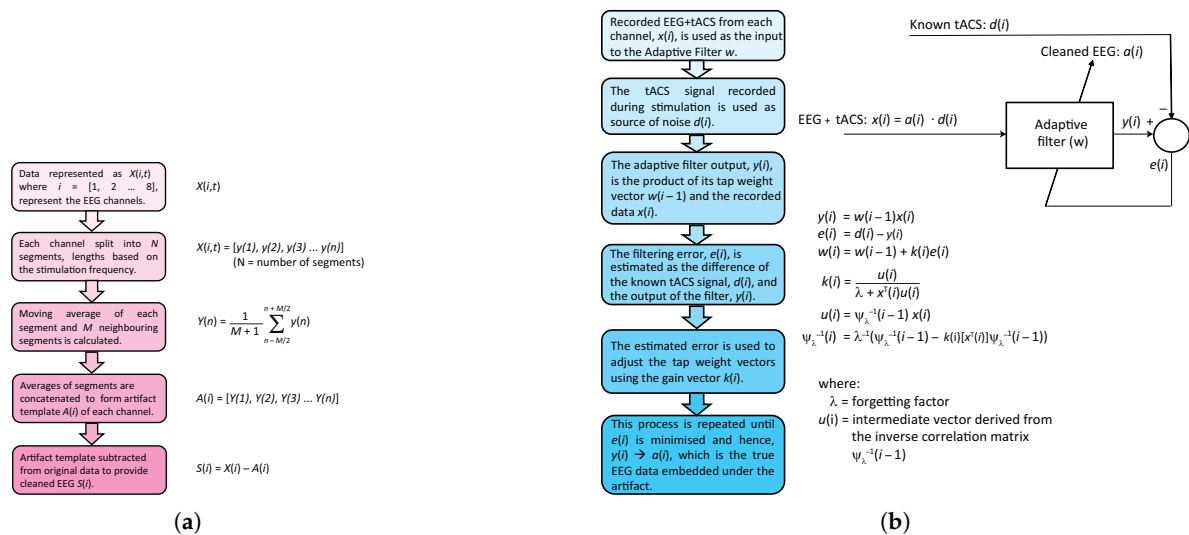 Data represented as X(i,t)
where i = [1, 2 ... 8],
represent the EEG channels.
X(i,t)
Each channel split into N
segments, lengths based on
the stimulation frequency.
X(i,t) = [y(1), y(2), y(3) ... y(n)]
(N = number of segments)
Moving average of each
segment and M neighbouring
segments is calculated.
Y(n) = 1/(M + 1) n + M/2 ∑ n − M/2 y(n)
Averages of segments are
concatenated to form artifact
template A(i) of each channel.
A(i) = [Y(1), Y(2), Y(3) ... Y(n)]
Artifact template subtracted
from original data to provide
cleaned EEG S(i).
S(i) = X(i) – A(i)
(a)
Recorded EEG+tACS from each
channel, x(i), is used as the input
to the Adaptive Filter w.
The tACS signal recorded
during stimulation is used as
source of noise d(i).
The adaptive filter output, y(i),
is the product of its tap weight
vector w(i – 1) and the recorded
data x(i).
The filtering error, e(i), is
estimated as the difference of
the known tACS signal, d(i), and
the output of the filter, y(i).
The estimated error is used to
adjust the tap weight vectors
using the gain vector k(i).
This process is repeated until
e(i) is minimised and hence,
y(i) → a(i), which is the true
EEG data embedded under the
artifact.
Known tACS: d(i)
Cleaned EEG: a(i)
EEG + tACS: x(i) = a(i) · d(i)
Adaptive
filter (w)
y(i) +
–
e(i)
y(i) = w(i – 1)x(i)
e(i) = d(i) – y(i)
w(i) = w(i – 1) + k(i)e(i)
k(i) = u(i)/(λ + xᵀ(i)u(i))
u(i) = ψλ⁻¹(i – 1) x(i)
ψλ⁻¹(i) = λ⁻¹(ψλ⁻¹(i – 1) – k(i)[xᵀ(i)]ψλ⁻¹(i – 1))
where:
λ = forgetting factor
u(i) = intermediate vector derived from
the inverse correlation matrix
ψλ⁻¹(i – 1)
(b)